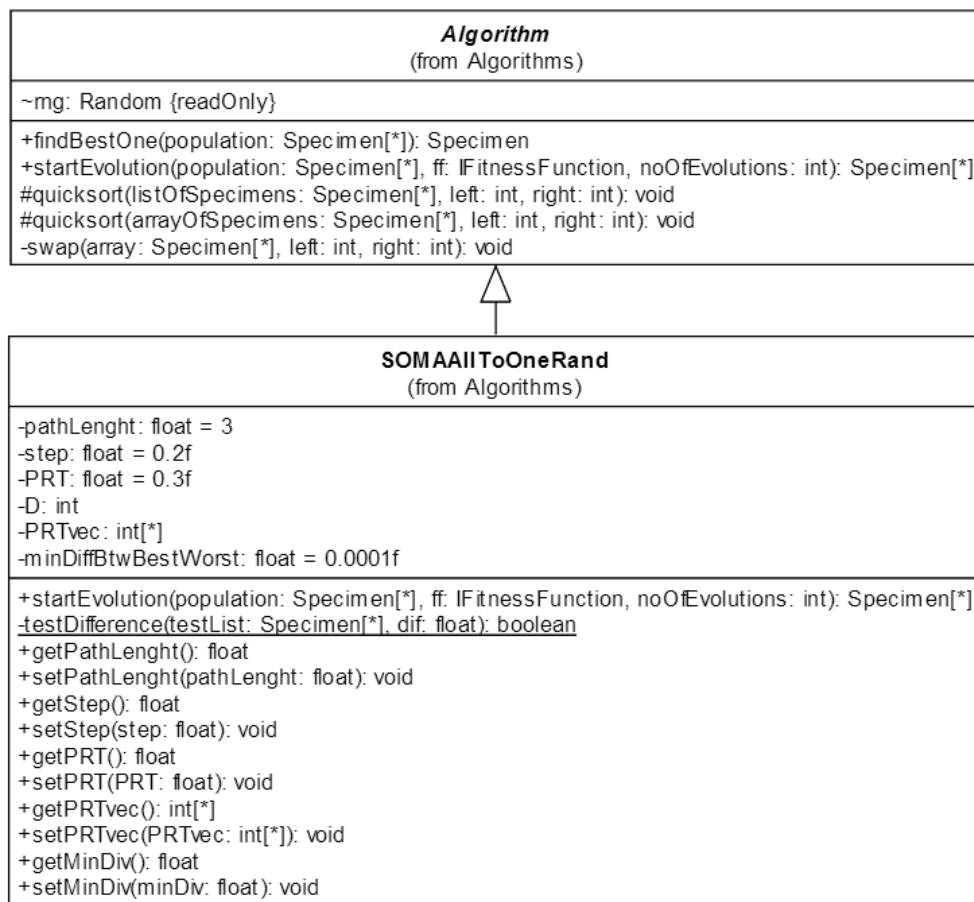 Algorithm
(from Algorithms)
~mg: Random {readOnly}
+findBestOne(population: Specimen[*]): Specimen
+startEvolution(population: Specimen[*], ff: IFitnessFunction, noOfEvolutions: int): Specimen[*]
#quicksort(listOfSpecimens: Specimen[*], left: int, right: int): void
#quicksort(arrayOfSpecimens: Specimen[*], left: int, right: int): void
-swap(array: Specimen[*], left: int, right: int): void
SOMAAllToOneRand
(from Algorithms)
-pathLenght: float = 3
-step: float = 0.2f
-PRT: float = 0.3f
-D: int
-PRTvec: int[*]
-minDiffBtwBestWorst: float = 0.0001f
+startEvolution(population: Specimen[*], ff: IFitnessFunction, noOfEvolutions: int): Specimen[*]
-testDifference(testList: Specimen[*], dif: float): boolean
+getPathLenght(): float
+setPathLenght(pathLenght: float): void
+getStep(): float
+setStep(step: float): void
+getPRT(): float
+setPRT(PRT: float): void
+getPRTvec(): int[*]
+setPRTvec(PRTvec: int[*]): void
+getMinDiv(): float
+setMinDiv(minDiv: float): void